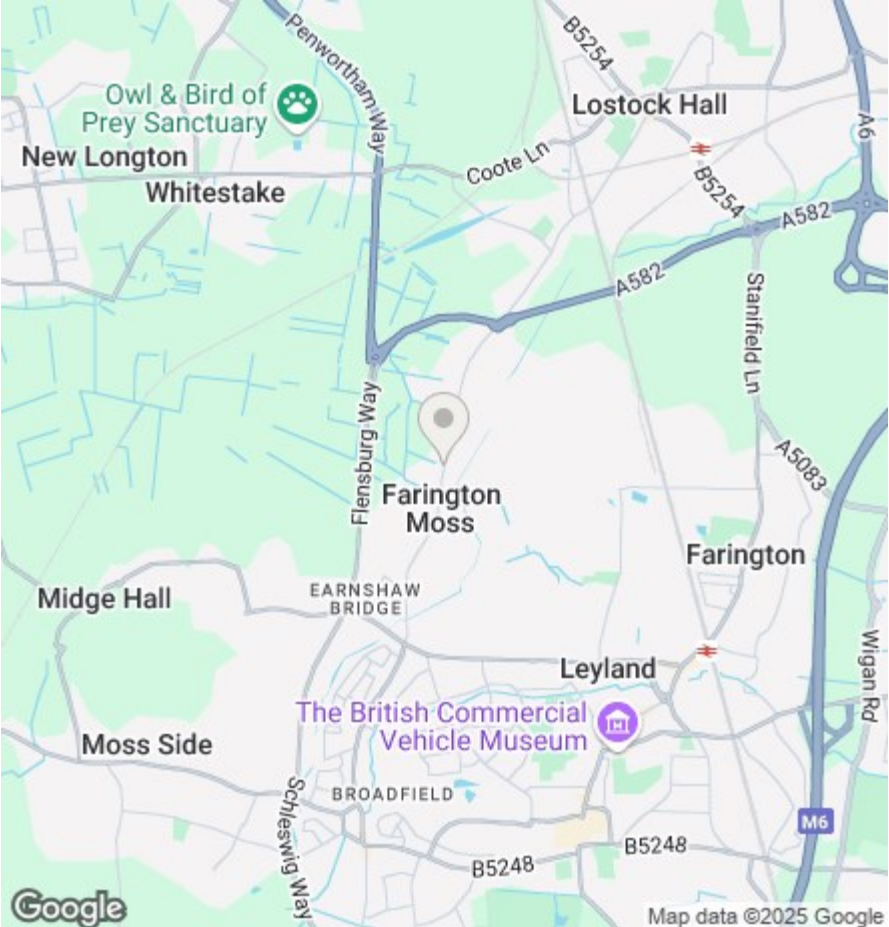 B5254
Penwortham Way
Owl & Bird of
Prey Sanctuary
Lostock Hall
A6
New Longton
Coote Ln
Whitestake
B5254
A582
A582
Stanifield Ln
Flensburg Way
A5083
Farington
Moss
Farington
Midge Hall
EARNSHAW
BRIDGE
Wigan Rd
Leyland
The British Commercial
Vehicle Museum
Moss Side
Schleswig Way
BROADFIELD
M6
B5248
B5248
Google
Map data ©2025 Google